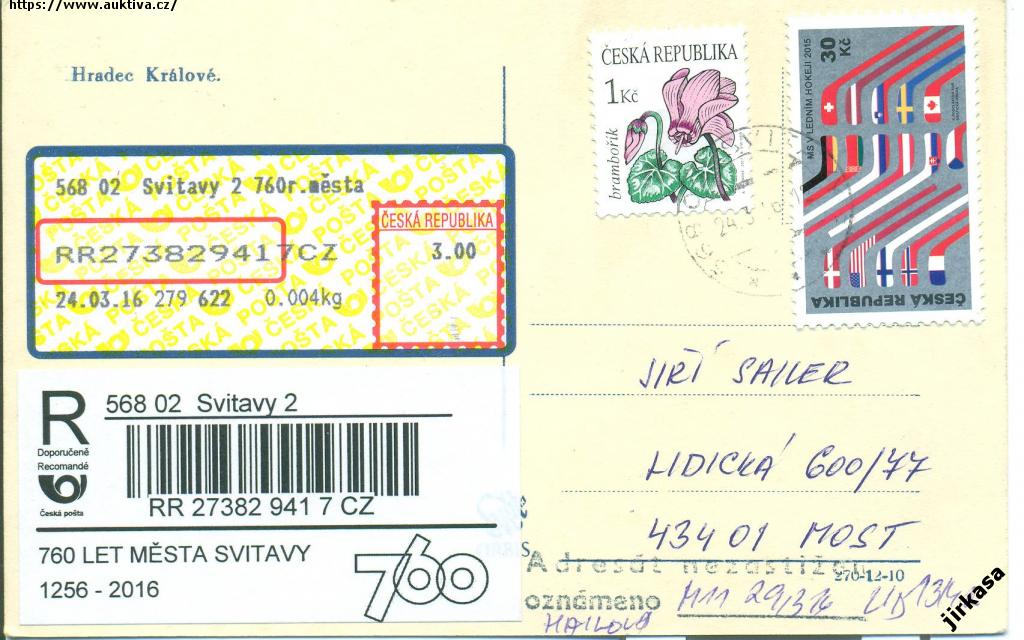 https://www.auktiva.cz/
Hradec Králové.
ČESKÁ REPUBLIKA
1 Kč
brambořík
30 Kč
MS V LEDNÍM HOKEJI 2015
ČESKÁ REPUBLIKA
568 02 Svitavy 2 760r.města
RR273829417CZ
24.03.16 279 622 0.004kg
ČESKÁ REPUBLIKA
3.00
R
Doporučeně
Recomandé
Česká pošta
568 02 Svitavy 2
RR 27382 941 7 CZ
760 LET MĚSTA SVITAVY
1256 - 2016
760
JIŘÍ SAILER
LIDICKÁ 600/77
434 01 MOST
Adresát nezastižen
270-12-10
oznámeno
jirkasa